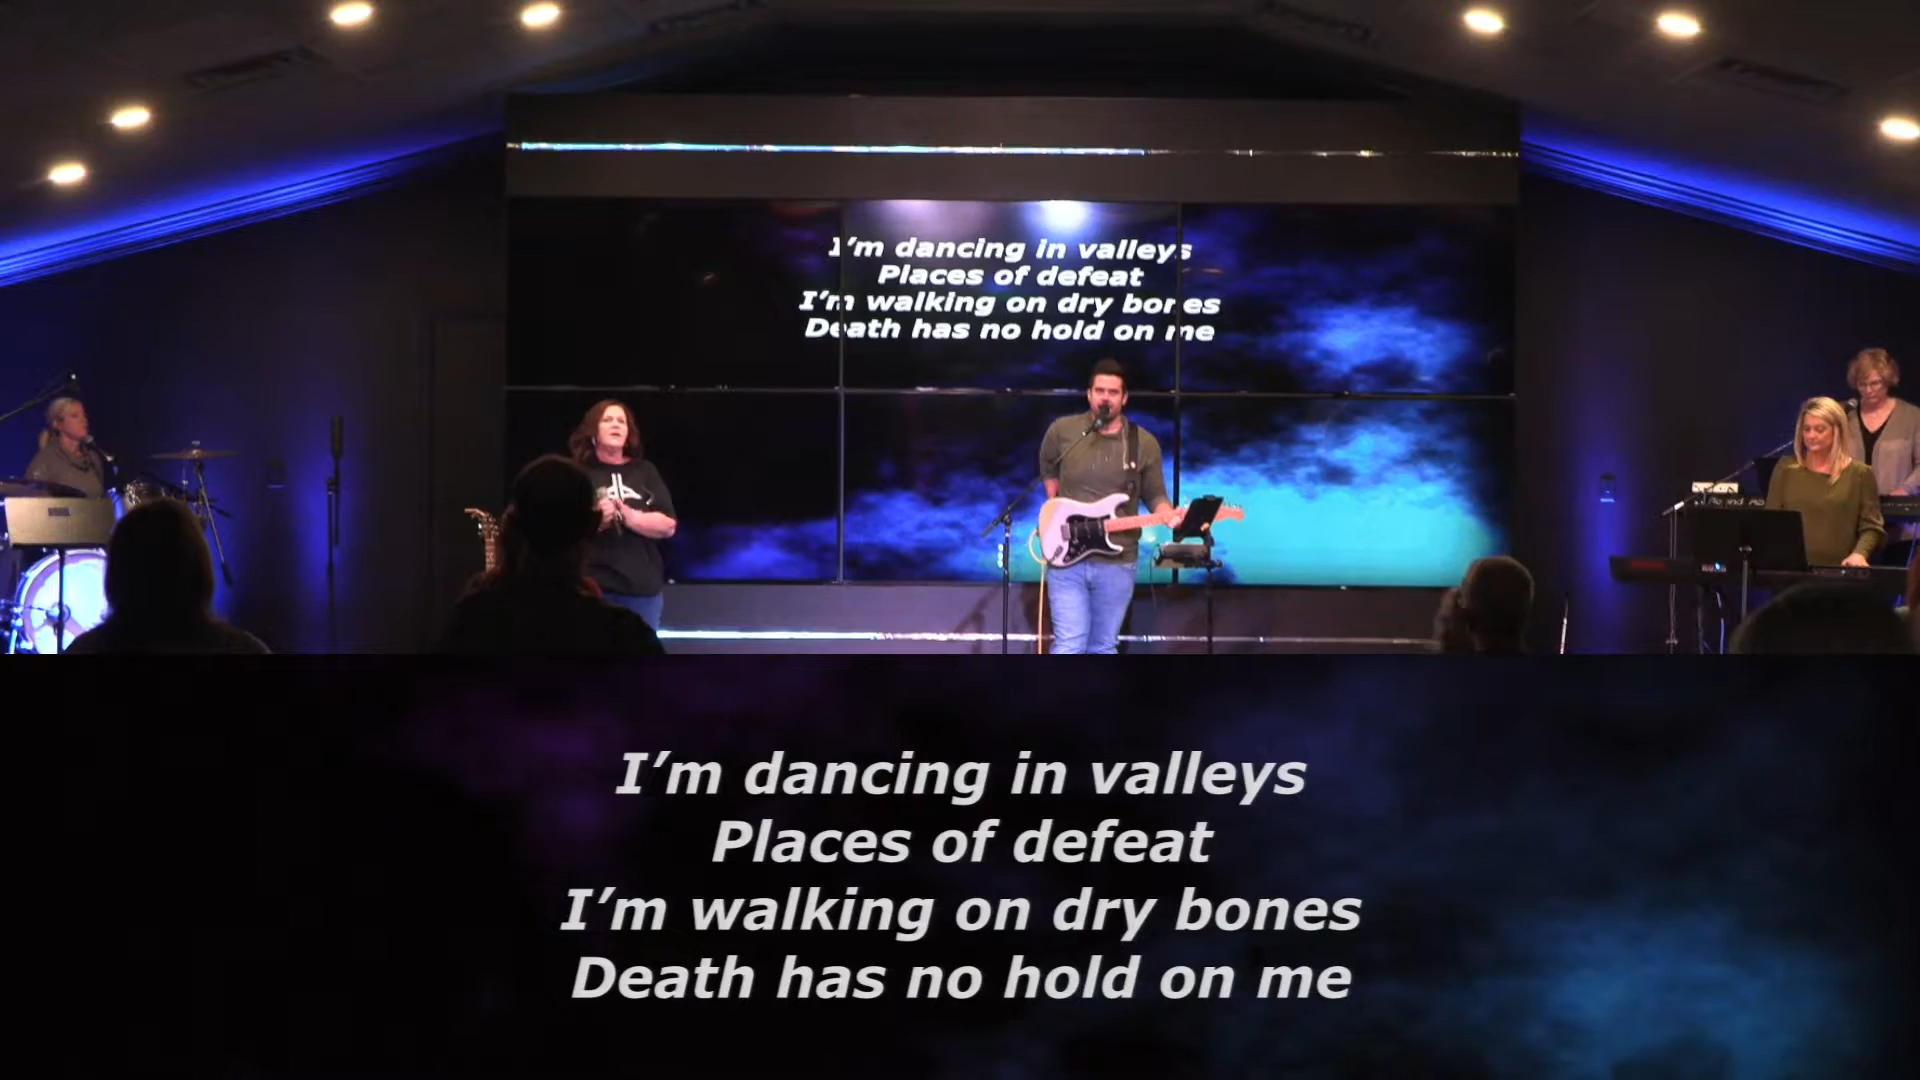 I’m dancing in valleys
Places of defeat
I’m walking on dry bones
Death has no hold on me
I’m dancing in valleys
Places of defeat
I’m walking on dry bones
Death has no hold on me